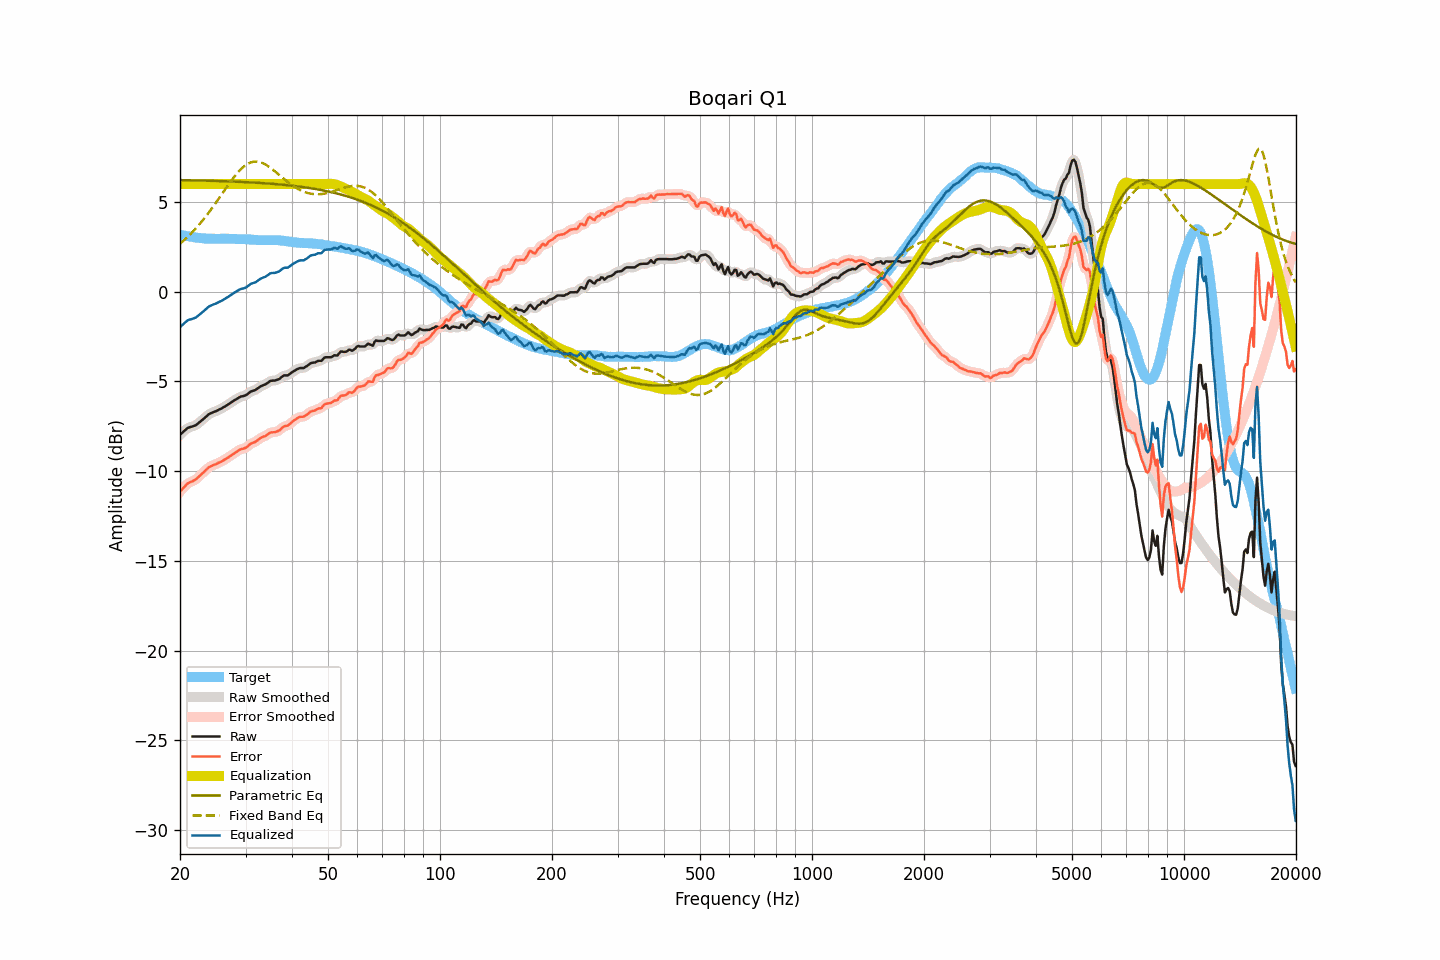 Boqari Q1
Amplitude (dBr)
5
0
−5
−10
−15
−20
−25
−30
Target
Raw Smoothed
Error Smoothed
Raw
Error
Equalization
Parametric Eq
Fixed Band Eq
Equalized
20 50 100 200 500 1000 2000 5000 10000 20000
Frequency (Hz)